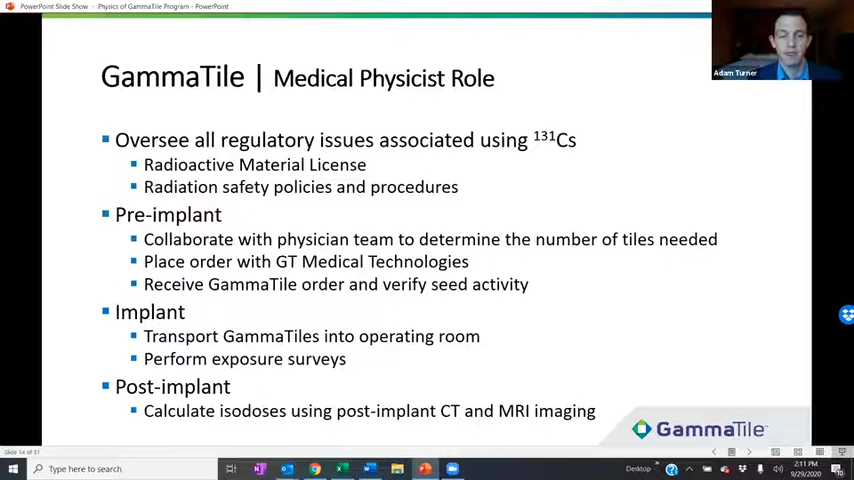 PowerPoint Slide Show - Physics of GammaTile Program - PowerPoint
Adam Turner
GammaTile | Medical Physicist Role
Oversee all regulatory issues associated using ¹³¹Cs
Radioactive Material License
Radiation safety policies and procedures
Pre-implant
Collaborate with physician team to determine the number of tiles needed
Place order with GT Medical Technologies
Receive GammaTile order and verify seed activity
Implant
Transport GammaTiles into operating room
Perform exposure surveys
Post-implant
Calculate isodoses using post-implant CT and MRI imaging
GammaTile™
Slide 14 of 51
Type here to search
Desktop
2:11 PM
9/29/2020